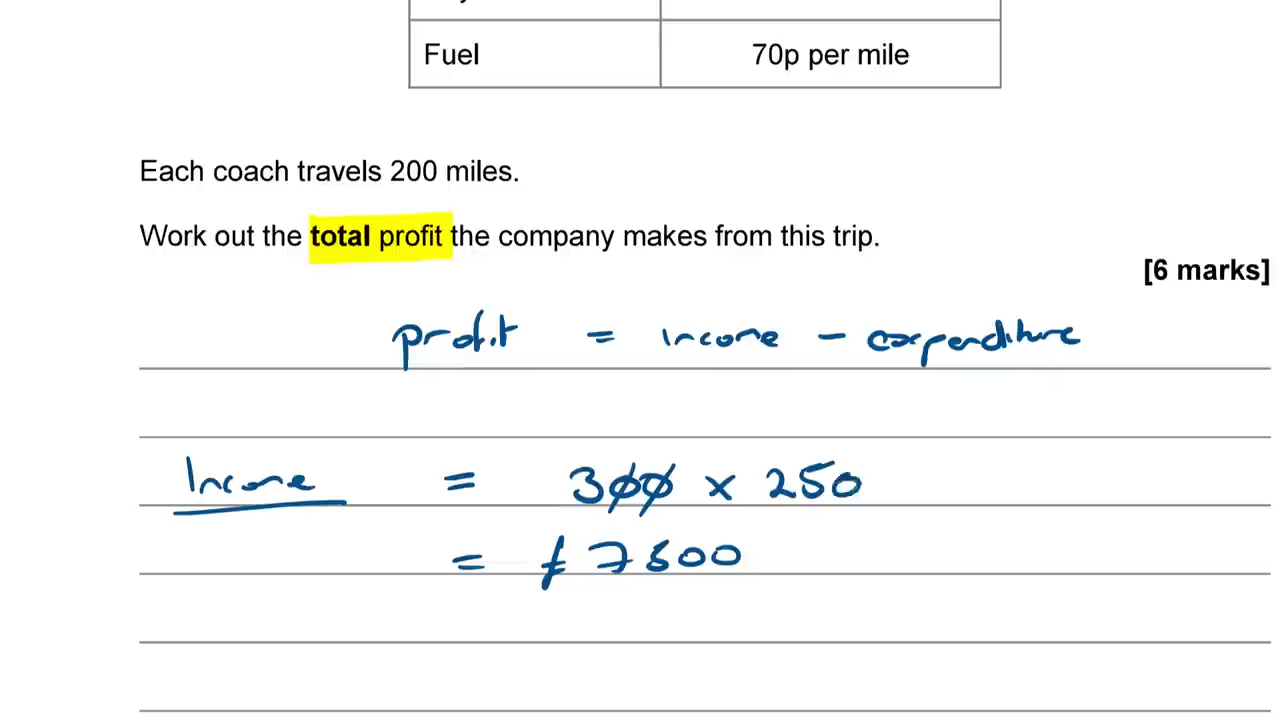 Fuel 70p per mile
Each coach travels 200 miles.
Work out the total profit the company makes from this trip.
[6 marks]
profit = income - expenditure
Income = 300 × 250
= £7500